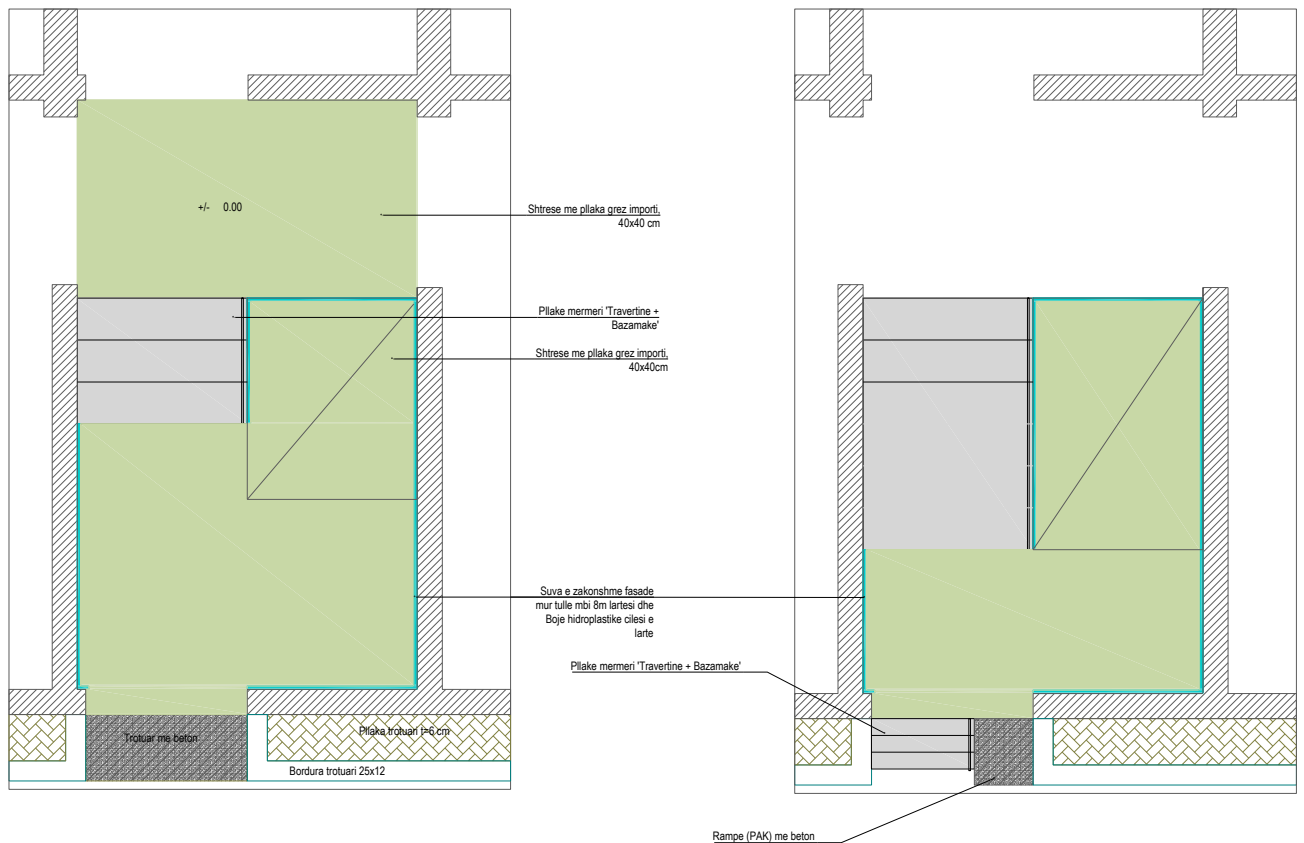 +/- 0.00
Shtrese me pllaka grez importi,
40x40 cm
Pllake mermeri 'Travertine +
Bazamake'
Shtrese me pllaka grez importi,
40x40cm
Suva e zakonshme fasade
mur tulle mbi 8m lartesi dhe
Boje hidroplastike cilesi e
larte
Pllake mermeri 'Travertine + Bazamake'
Trotuar me beton
Pllaka trotuari t=6 cm
Bordura trotuari 25x12
Rampe (PAK) me beton